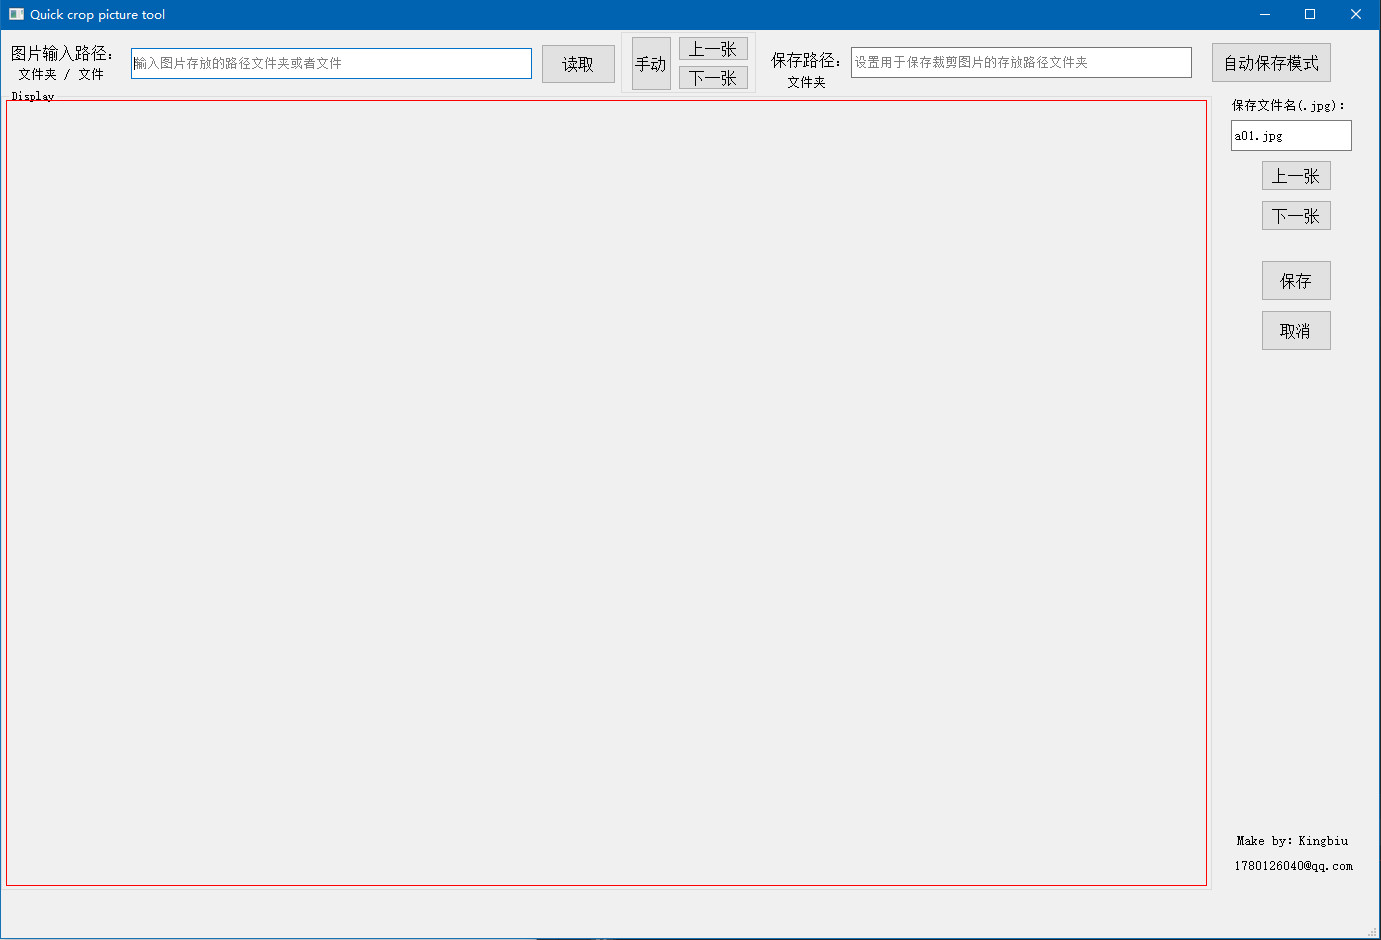 Quick crop picture tool
图片输入路径：
文件夹 / 文件
输入图片存放的路径文件夹或者文件
读取
手动
上一张
下一张
保存路径：
文件夹
设置用于保存裁剪图片的存放路径文件夹
自动保存模式
Display
保存文件名(.jpg)：
a01.jpg
上一张
下一张
保存
取消
Make by：Kingbiu
1780126040@qq.com